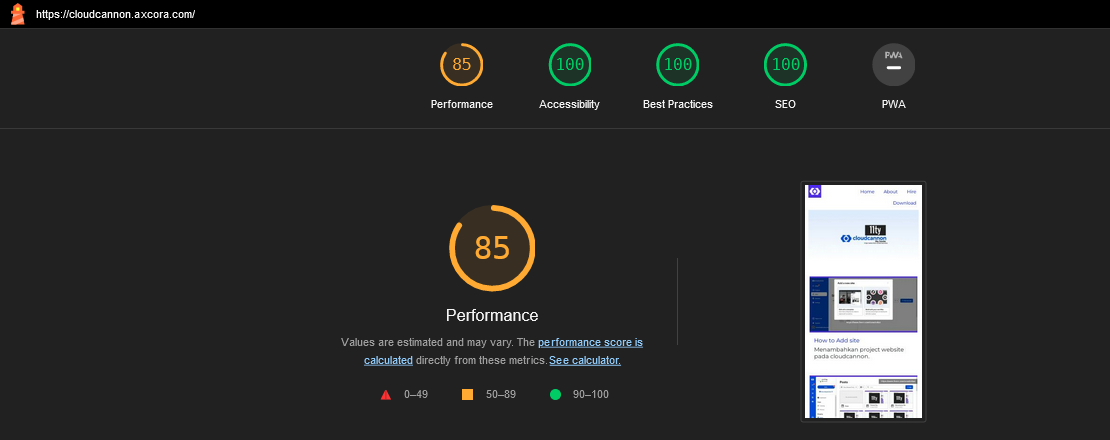 https://cloudcannon.axcora.com/
85
100
100
100
PWA
Performance
Accessibility
Best Practices
SEO
PWA
85
Performance
Values are estimated and may vary. The performance score is
calculated directly from these metrics. See calculator.
0–49
50–89
90–100
Home About Hire
Download
11ty
cloudcannon
How to Add site
Menambahkan project website
pada cloudcannon.